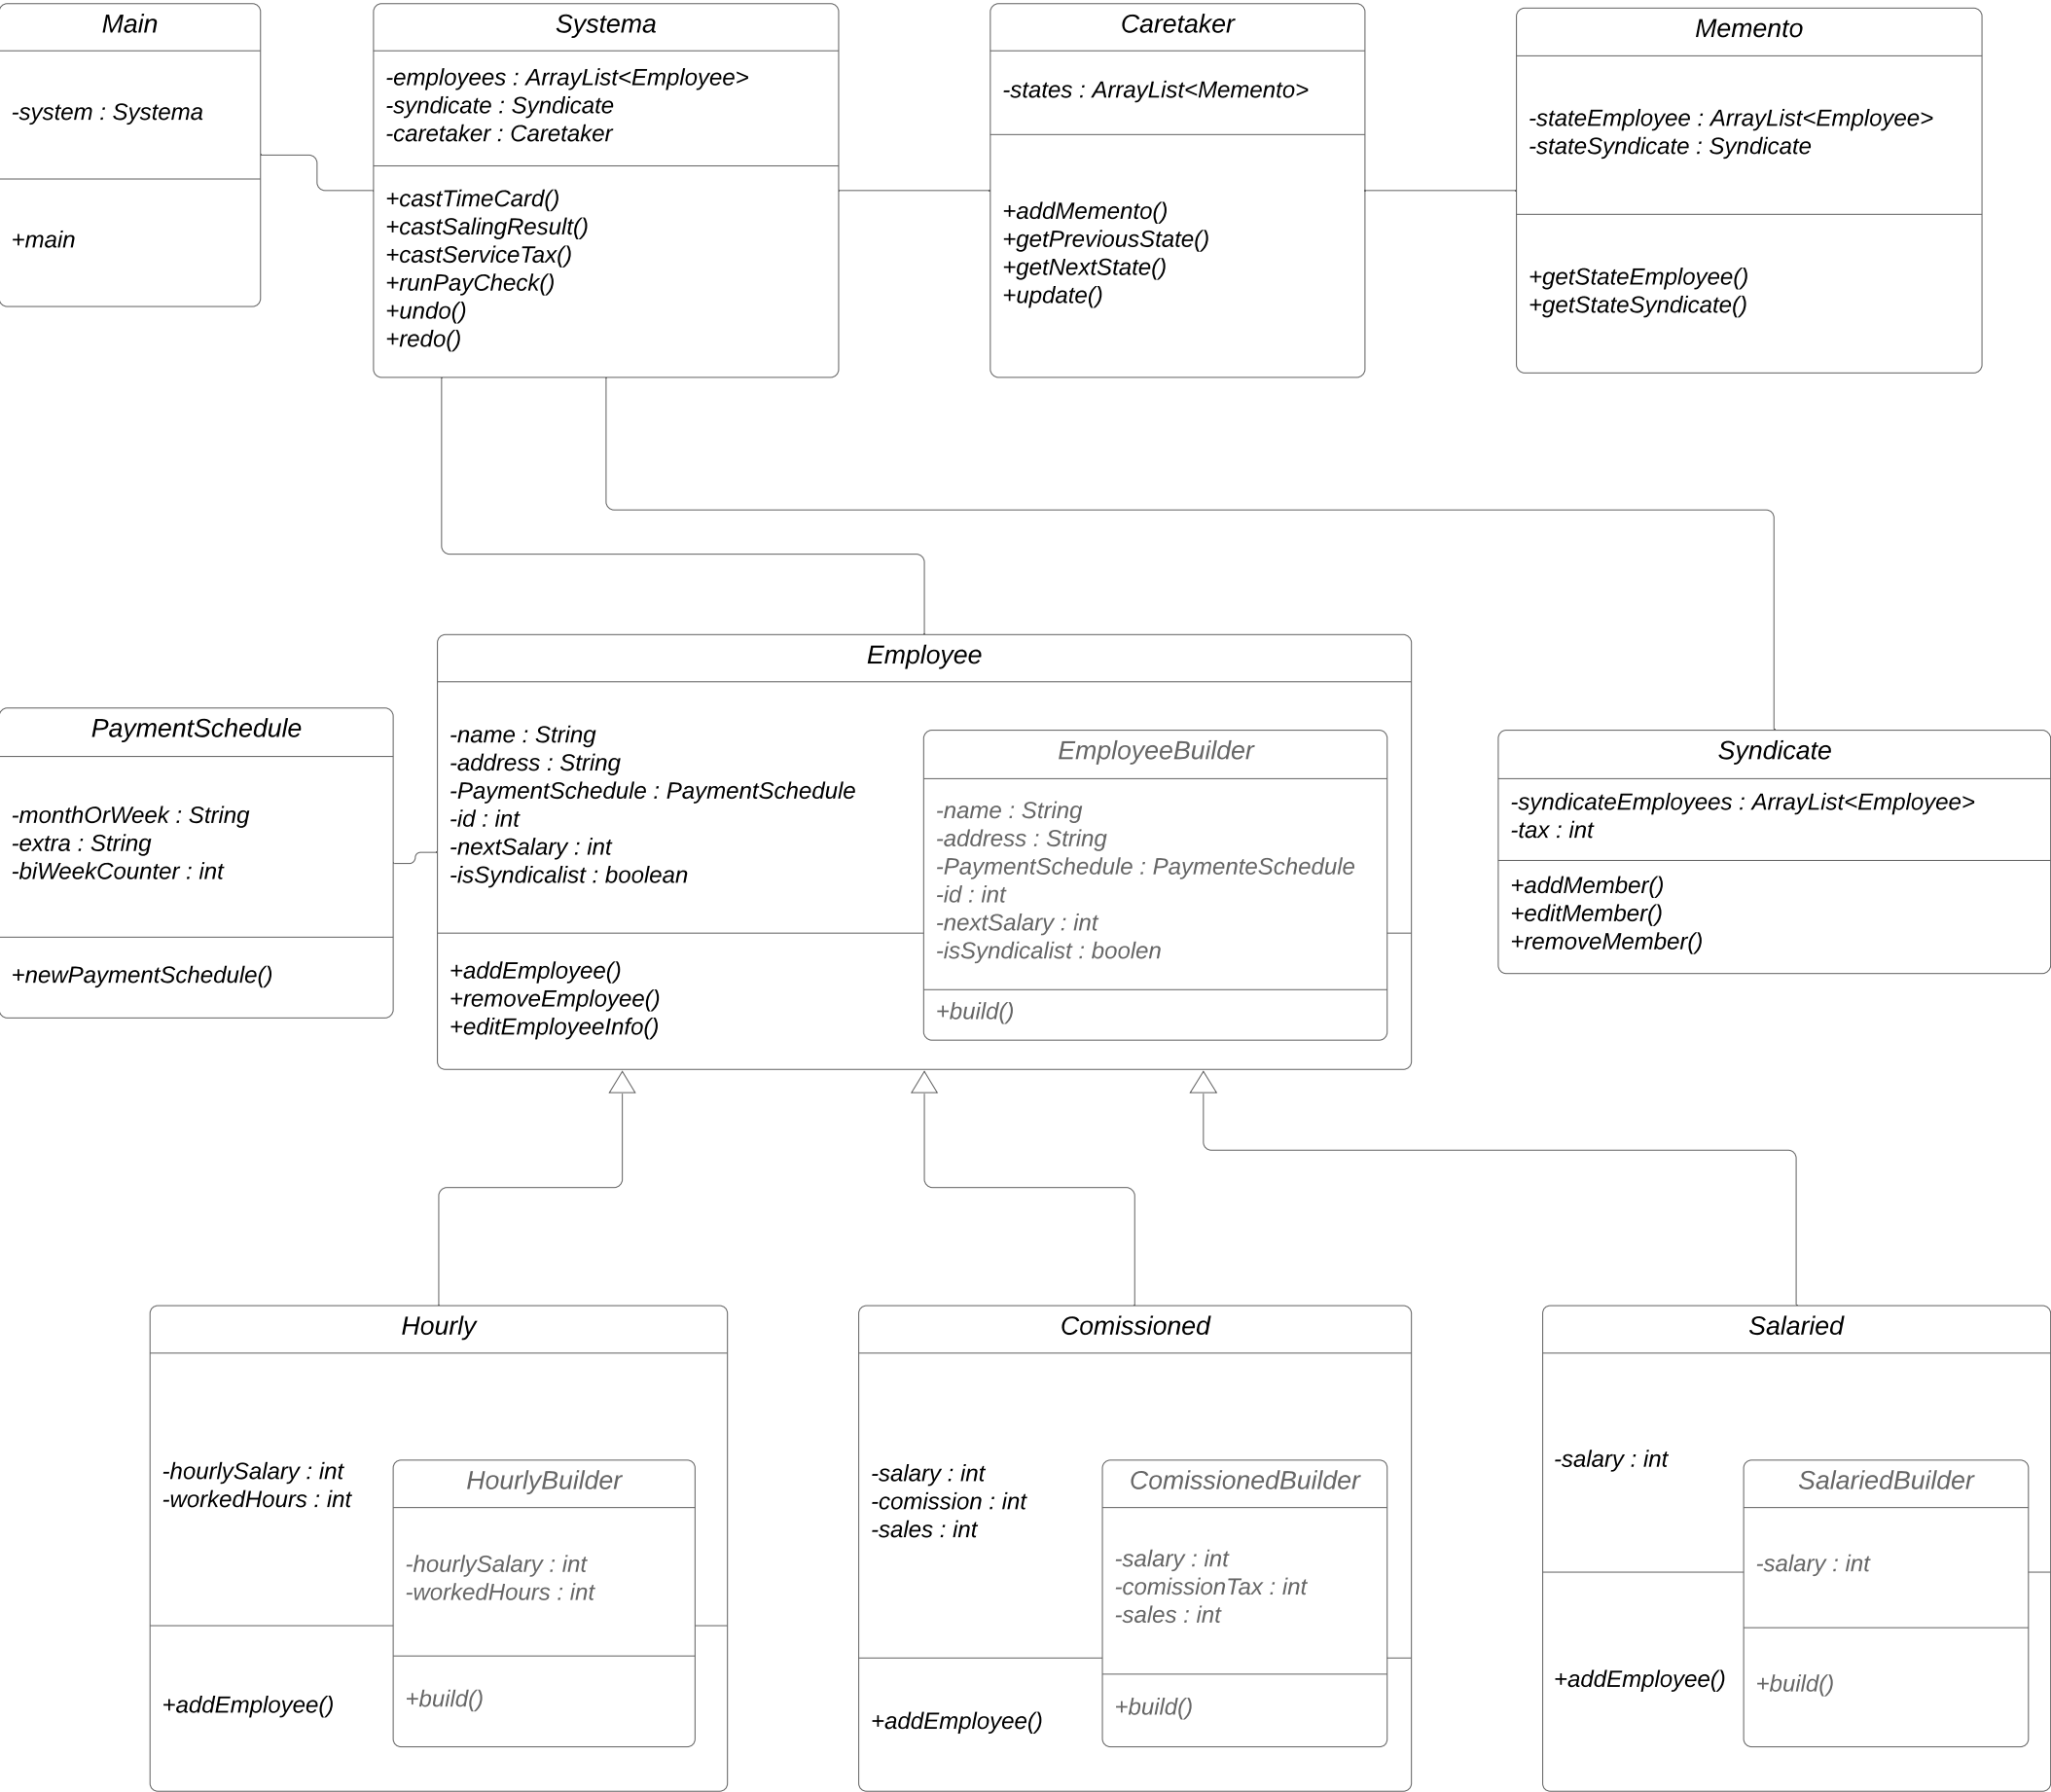 Main
-system : Systema
+main
Systema
-employees : ArrayList<Employee>
-syndicate : Syndicate
-caretaker : Caretaker
+castTimeCard()
+castSalingResult()
+castServiceTax()
+runPayCheck()
+undo()
+redo()
Caretaker
-states : ArrayList<Memento>
+addMemento()
+getPreviousState()
+getNextState()
+update()
Memento
-stateEmployee : ArrayList<Employee>
-stateSyndicate : Syndicate
+getStateEmployee()
+getStateSyndicate()
PaymentSchedule
-monthOrWeek : String
-extra : String
-biWeekCounter : int
+newPaymentSchedule()
Employee
-name : String
-address : String
-PaymentSchedule : PaymentSchedule
-id : int
-nextSalary : int
-isSyndicalist : boolean
+addEmployee()
+removeEmployee()
+editEmployeeInfo()
EmployeeBuilder
-name : String
-address : String
-PaymentSchedule : PaymenteSchedule
-id : int
-nextSalary : int
-isSyndicalist : boolen
+build()
Syndicate
-syndicateEmployees : ArrayList<Employee>
-tax : int
+addMember()
+editMember()
+removeMember()
Hourly
-hourlySalary : int
-workedHours : int
+addEmployee()
HourlyBuilder
-hourlySalary : int
-workedHours : int
+build()
Comissioned
-salary : int
-comission : int
-sales : int
+addEmployee()
ComissionedBuilder
-salary : int
-comissionTax : int
-sales : int
+build()
Salaried
-salary : int
+addEmployee()
SalariedBuilder
-salary : int
+build()